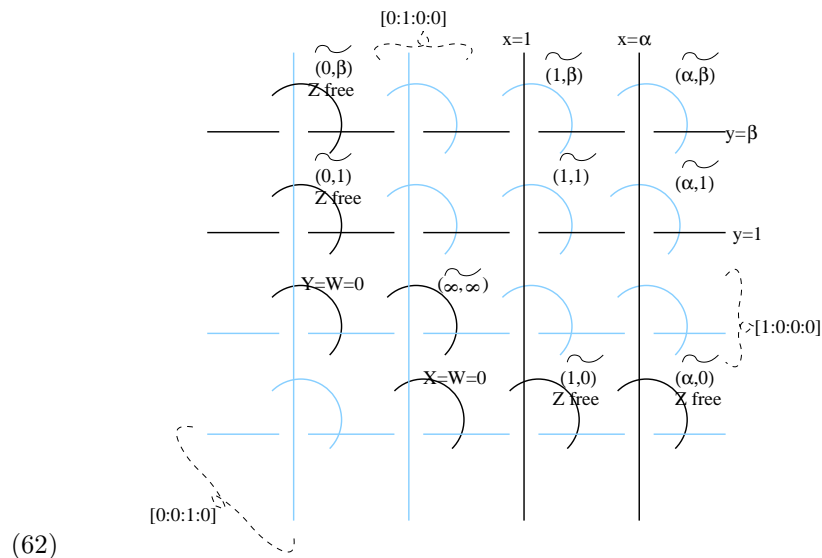 [0:1:0:0]
x=1
x=α
(0,β)
Z free
(1,β)
(α,β)
y=β
(0,1)
Z free
(1,1)
(α,1)
y=1
Y=W=0
(∞,∞)
[1:0:0:0]
X=W=0
(1,0)
Z free
(α,0)
Z free
[0:0:1:0]
(62)